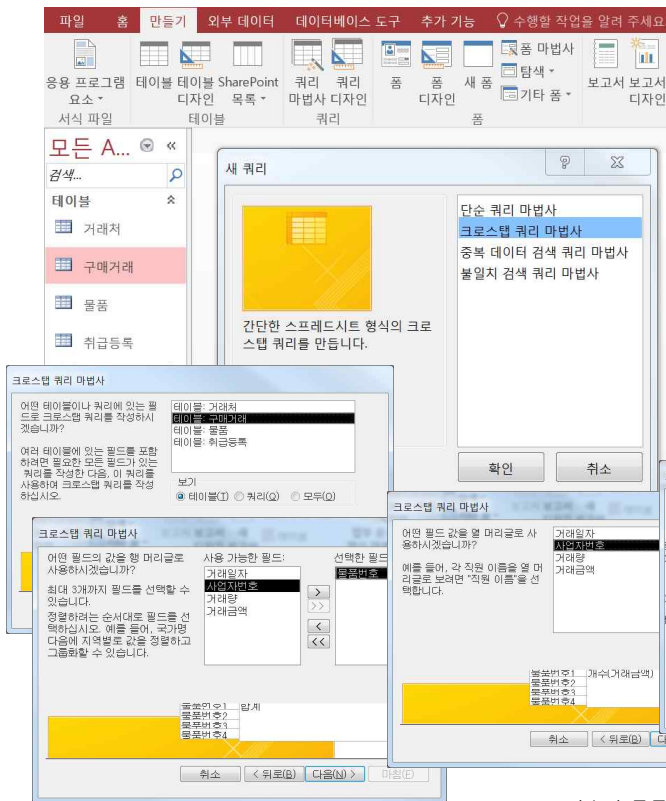 파일 홈 만들기 외부 데이터 데이터베이스 도구 추가 기능 수행할 작업을 알려 주세요
응용 프로그램 요소
테이블
테이블 디자인
SharePoint 목록
쿼리 마법사
쿼리 디자인
폼
폼 디자인
새 폼
폼 마법사
탐색
기타 폼
보고서
보고서 디자인
서식 파일 테이블 쿼리 폼
모든 A... «
검색...
테이블
거래처
구매거래
물품
취급등록
새 쿼리
단순 쿼리 마법사
크로스탭 쿼리 마법사
중복 데이터 검색 쿼리 마법사
불일치 검색 쿼리 마법사
간단한 스프레드시트 형식의 크로
스탭 쿼리를 만듭니다.
확인 취소
크로스탭 쿼리 마법사
어떤 테이블이나 쿼리에 있는 필
드로 크로스탭 쿼리를 작성하시
겠습니까?
여러 테이블에 있는 필드를 포함
하려면 필요한 모든 필드가 있는
쿼리를 작성한 다음, 이 쿼리를
사용하여 크로스탭 쿼리를 작성
하십시오.
테이블: 거래처
테이블: 구매거래
테이블: 물품
테이블: 취급등록
보기
테이블(T) 쿼리(Q) 모두(O)
크로스탭 쿼리 마법사
어떤 필드의 값을 행 머리글로
사용하시겠습니까?
최대 3개까지 필드를 선택할 수
있습니다.
정렬하려는 순서대로 필드를 선
택하십시오. 예를 들어, 국가명
다음에 지역별로 값을 정렬하고
그룹화할 수 있습니다.
사용 가능한 필드:
거래일자
사업자번호
거래량
거래금액
>
>>
<
<<
선택한 필드
물품번호
물품번호1 합계
물품번호2
물품번호3
물품번호4
취소 < 뒤로(B) 다음(N) > 마침(F)
크로스탭 쿼리 마법사
어떤 필드 값을 열 머리글로 사
용하시겠습니까?
예를 들어, 각 직원 이름을 열 머
리글로 보려면 "직원 이름"을 선
택합니다.
거래일자
사업자번호
거래량
거래금액
물품번호1 개수(거래금액)
물품번호2
물품번호3
물품번호4
취소 < 뒤로(B)